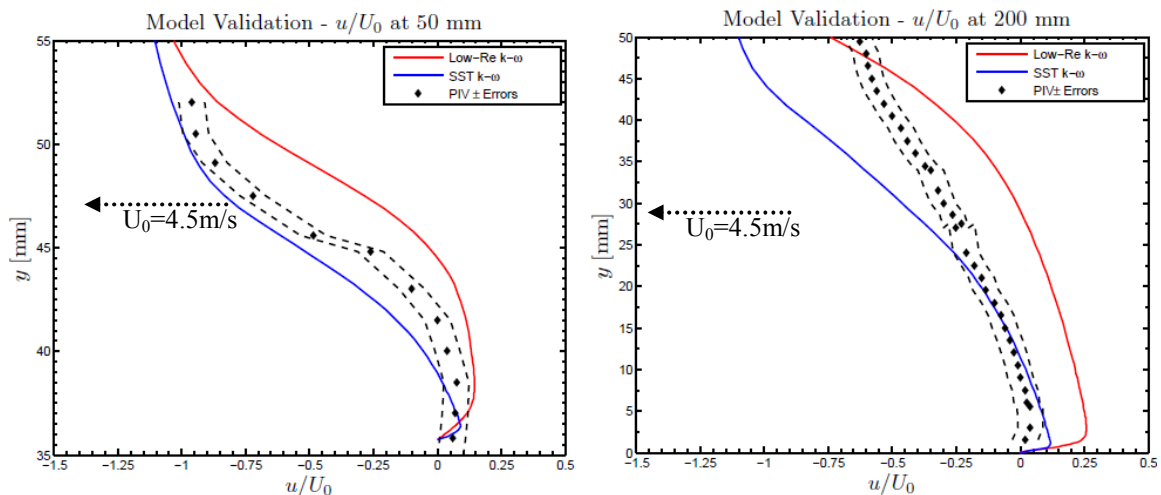 Model Validation - u/U₀ at 50 mm
55
50
45
40
35
y [mm]
Low-Re k-ω
SST k-ω
PIV ± Errors
U₀=4.5m/s
-1.5 -1.25 -1 -0.75 -0.5 -0.25 0 0.25 0.5
u/U₀
Model Validation - u/U₀ at 200 mm
50
45
40
35
30
25
20
15
10
5
0
y [mm]
Low-Re k-ω
SST k-ω
PIV± Errors
U₀=4.5m/s
-1.5 -1.25 -1 -0.75 -0.5 -0.25 0 0.25 0.5
u/U₀